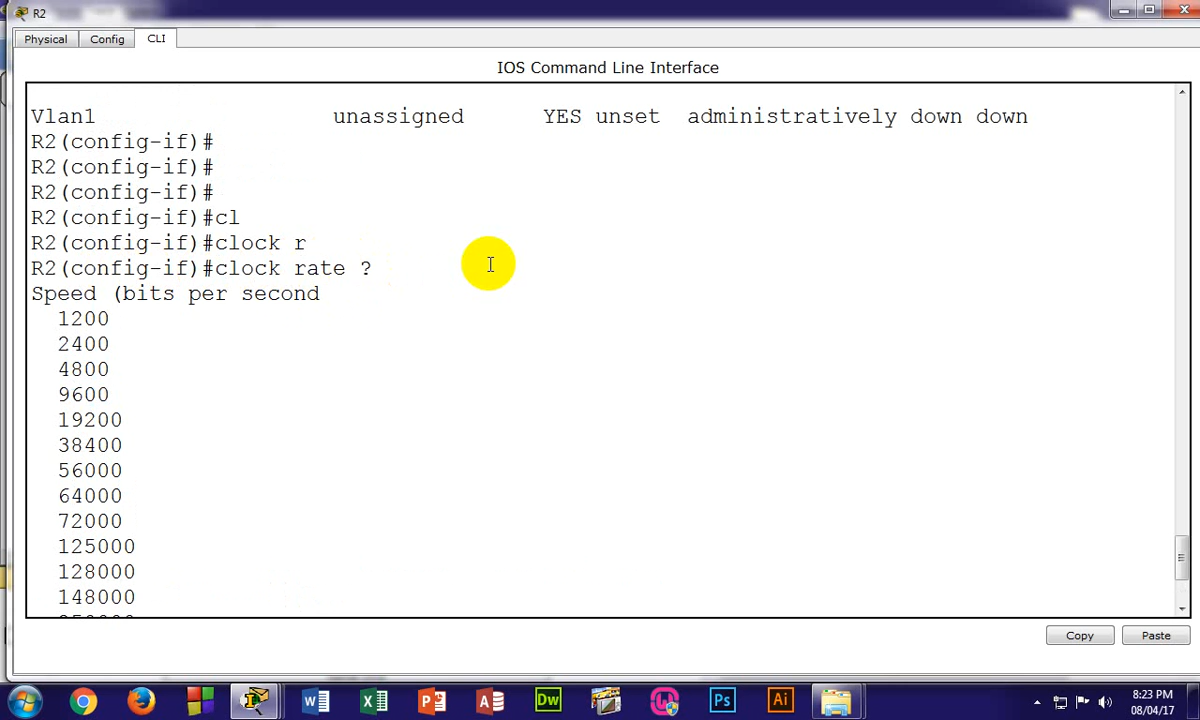 R2
Physical
Config
CLI
IOS Command Line Interface
Vlan1 unassigned YES unset administratively down down
R2(config-if)#
R2(config-if)#
R2(config-if)#
R2(config-if)#cl
R2(config-if)#clock r
R2(config-if)#clock rate ?
Speed (bits per second
1200
2400
4800
9600
19200
38400
56000
64000
72000
125000
128000
148000
Copy
Paste
Dw
Ps
Ai
8:23 PM
08/04/17